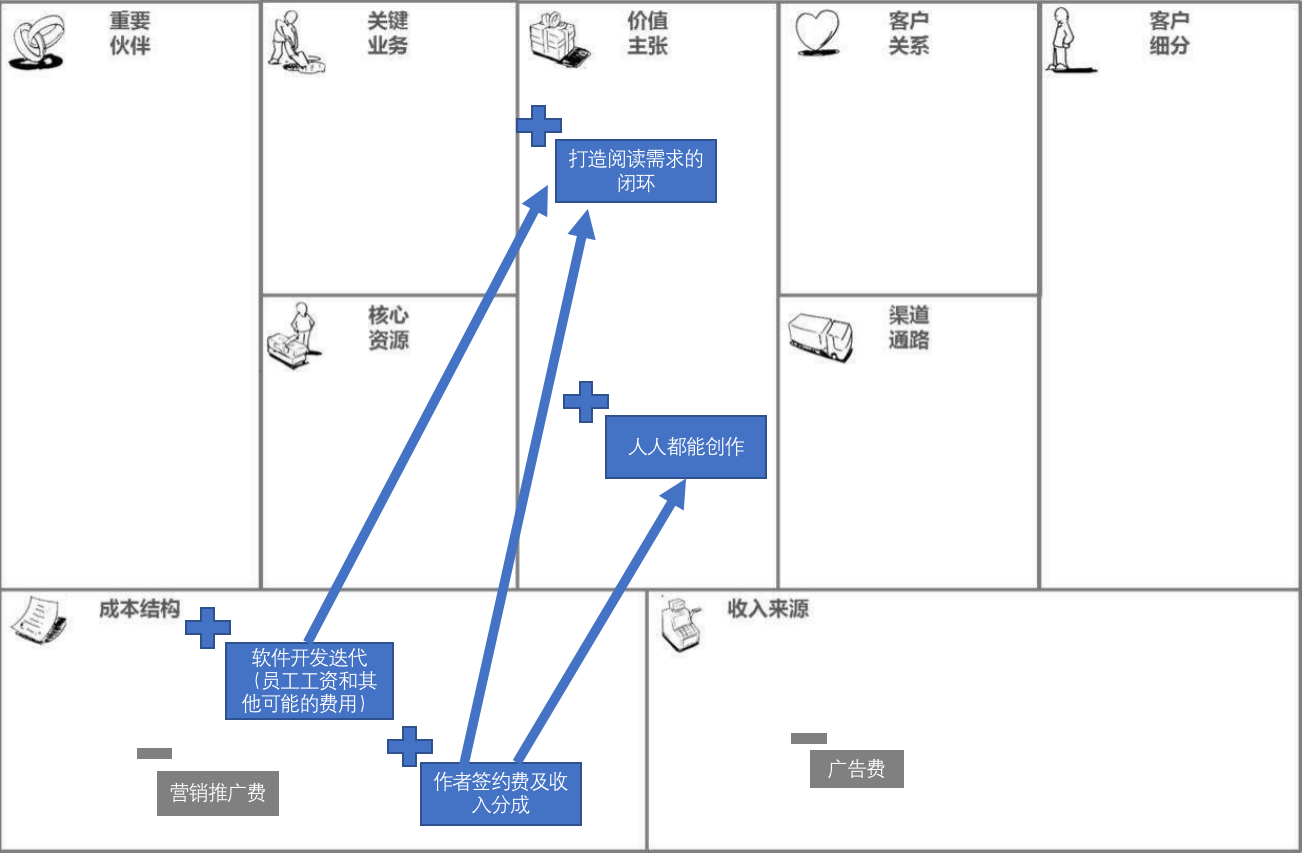 重要
伙伴
关键
业务
价值
主张
客户
关系
客户
细分
打造阅读需求的
闭环
核心
资源
渠道
通路
人人都能创作
成本结构
收入来源
软件开发迭代
（员工工资和其
他可能的费用）
营销推广费
作者签约费及收
入分成
广告费